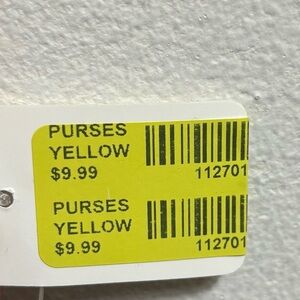 PURSES
YELLOW
$9.99
112701
PURSES
YELLOW
$9.99
112701